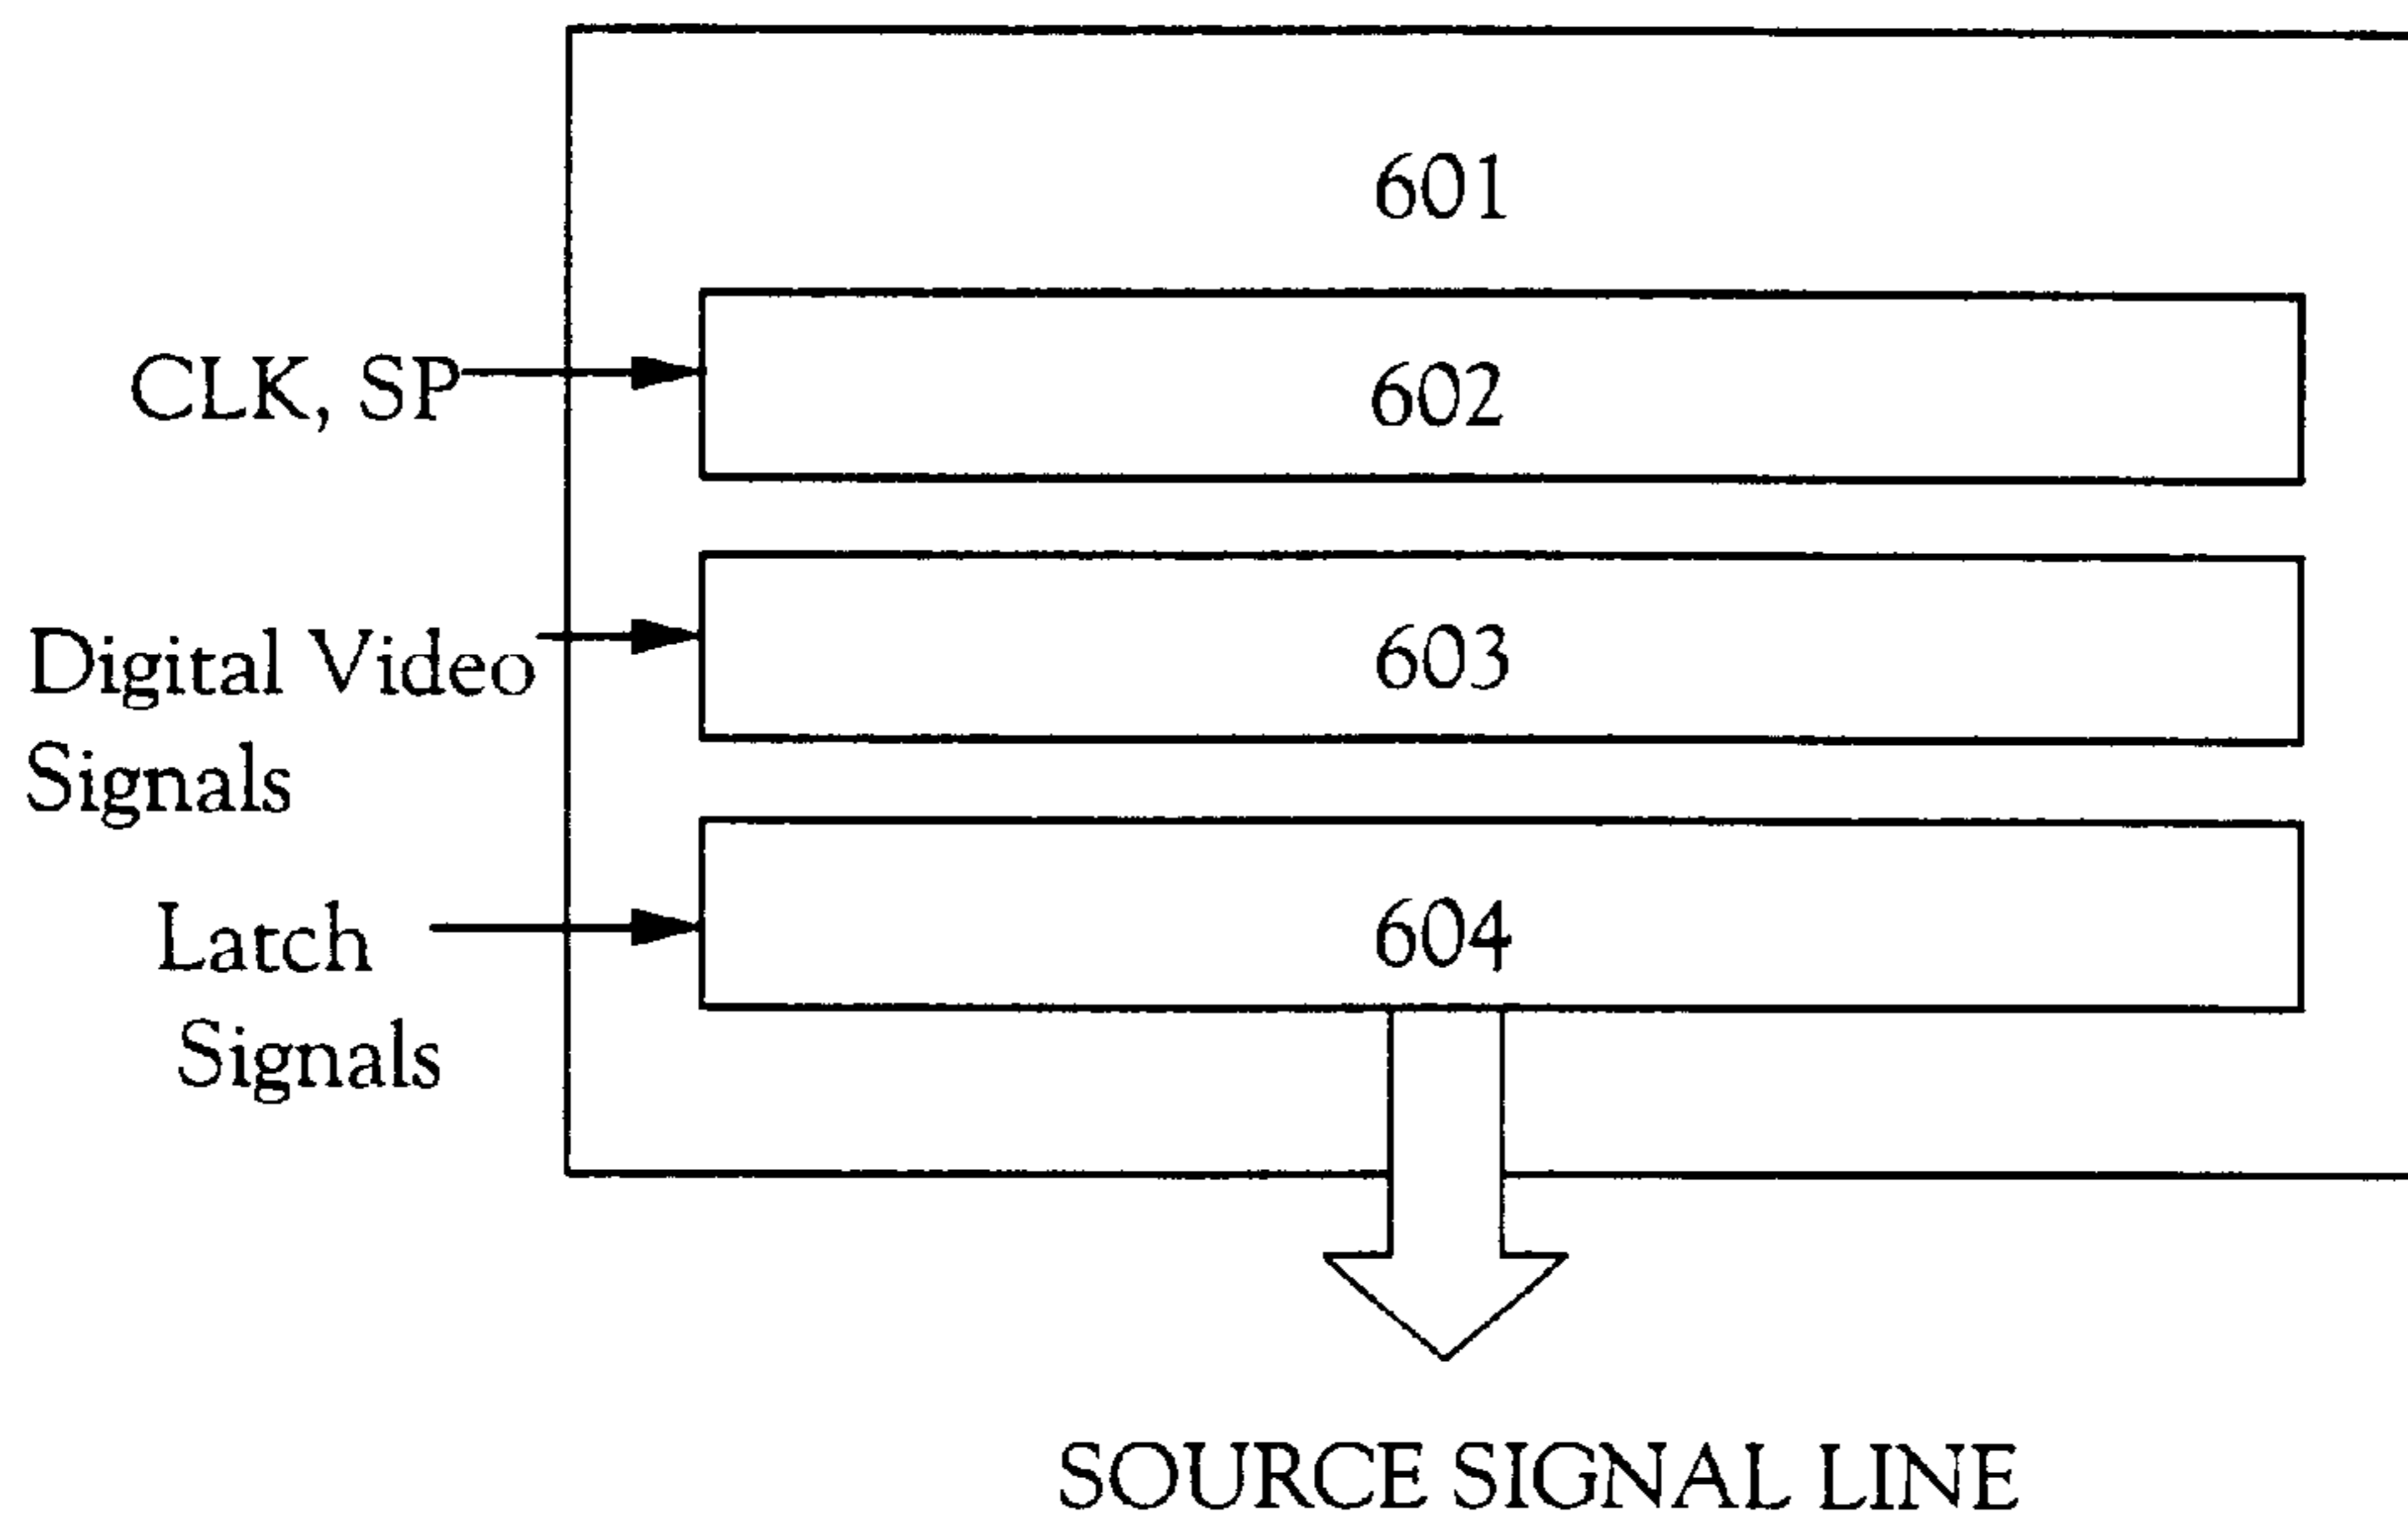 601
CLK, SP
602
Digital Video
Signals
603
Latch
Signals
604
SOURCE SIGNAL LINE